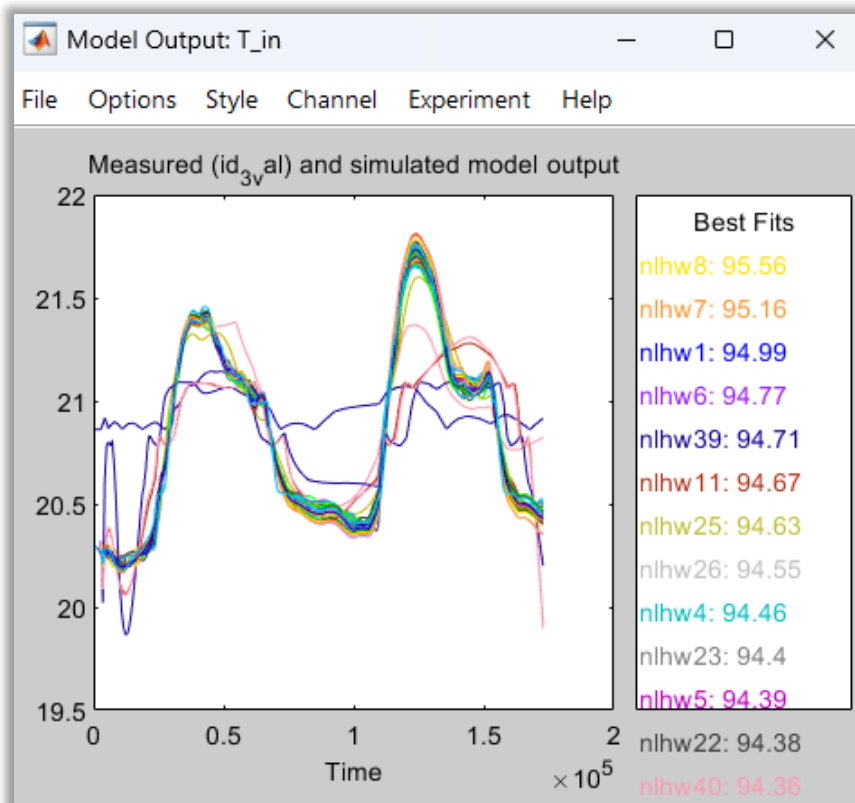 Model Output: T_in
File Options Style Channel Experiment Help
Measured (id_3val) and simulated model output
22
21.5
21
20.5
20
19.5
0 0.5 1 1.5 2
Time
×10^5
Best Fits
nlhw8: 95.56
nlhw7: 95.16
nlhw1: 94.99
nlhw6: 94.77
nlhw39: 94.71
nlhw11: 94.67
nlhw25: 94.63
nlhw26: 94.55
nlhw4: 94.46
nlhw23: 94.4
nlhw5: 94.39
nlhw22: 94.38
nlhw40: 94.36